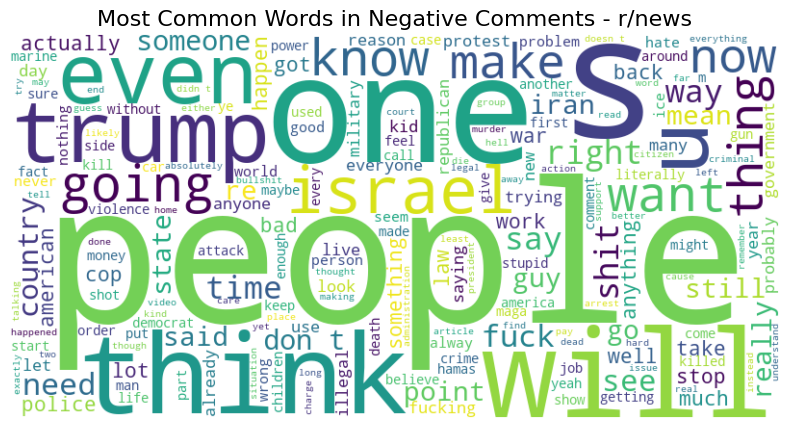 Most Common Words in Negative Comments - r/news
actually someone happen got power reason case protest problem another hate around everything doesn t
marine day try may sure guess end even didn t either ye know make S back far m now
trump one used good group court kid feel call military republican iran first word ice matter read way mean
nothing without side likely murder hell war many gun government
fact never tell kill car absolutely world bullshit maybe everyone every die legal new away give trying right u literally citizen criminal left thing
going re anyone israel action comment support want better
country american violence home people seem made live person thought making look something law least president saying work say stupid guy shit anything remember might year probably
done money cop shot state attack bad enough time keep administration america maga cause arrest still
talking happened start video kind care democrat place put order use yet death article alway find pay dead hard go come really instead understand
let two exactly though said don t fuck crime hamas issue well take killed
need lot man life part already situation wrong long charge children illegal believe point fucking yeah job show getting see stop real much
police think will